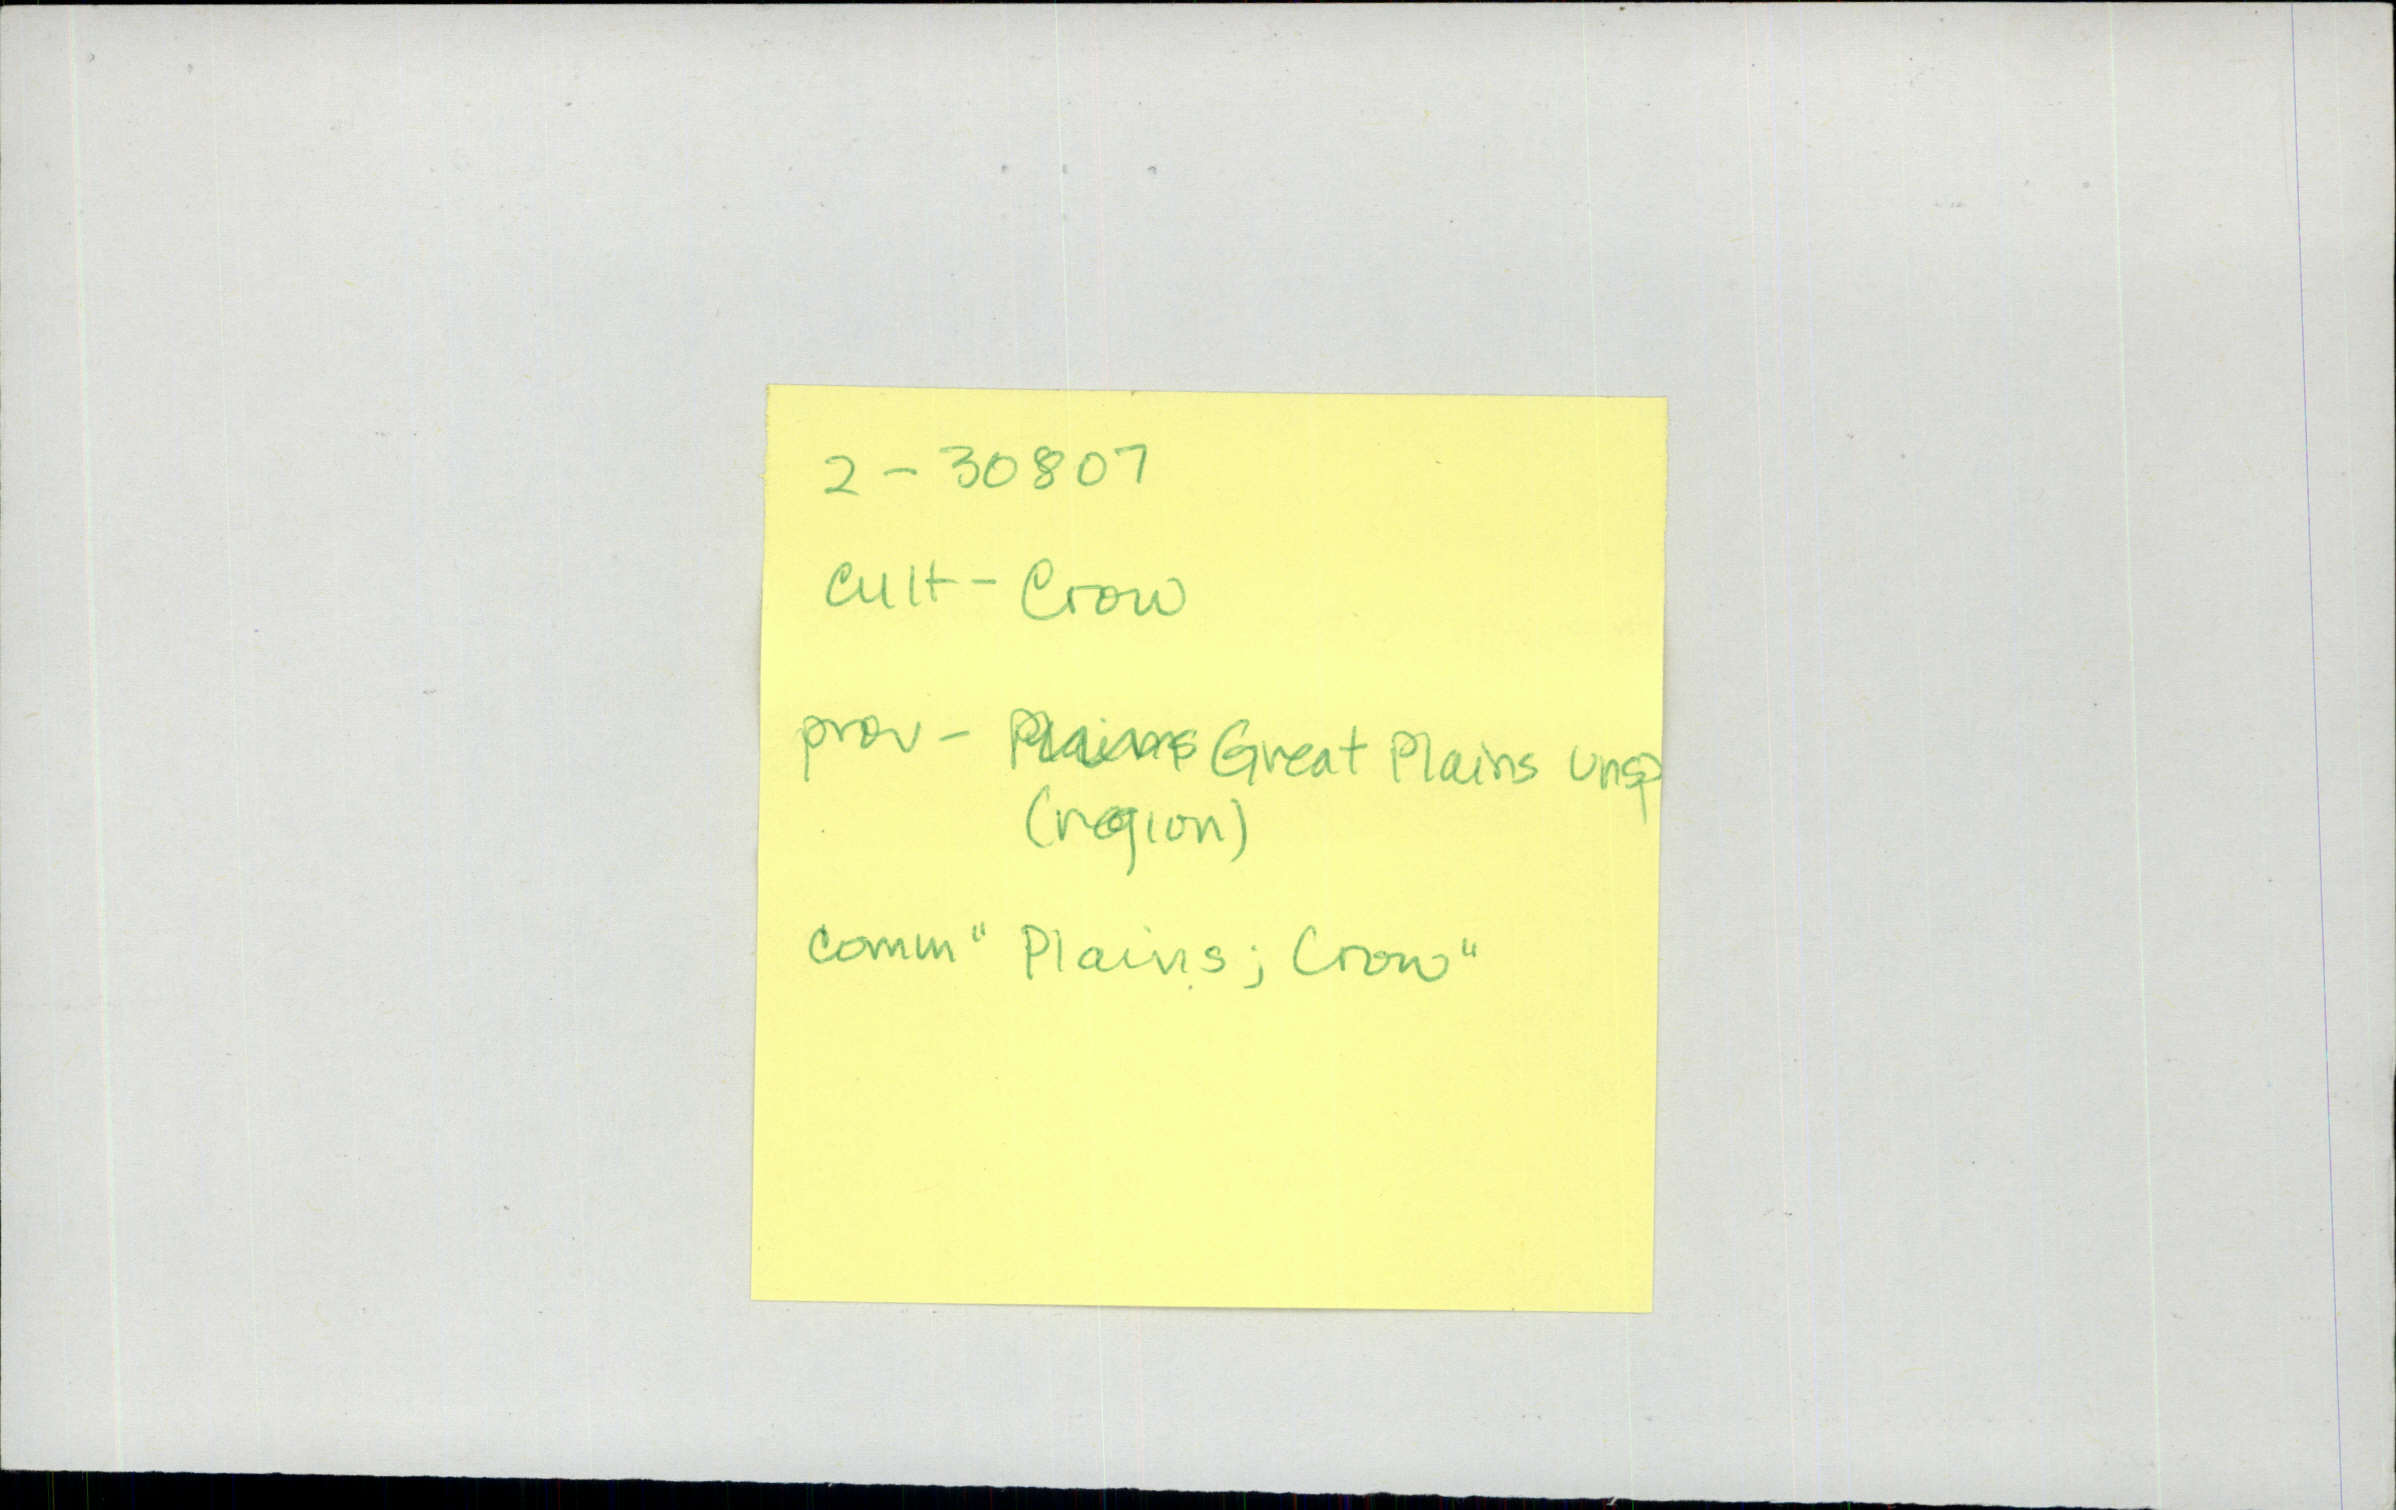 2-30807
cult- Crow
prov- Plains Great Plains unsp
(region)
comm "Plains; Crow"